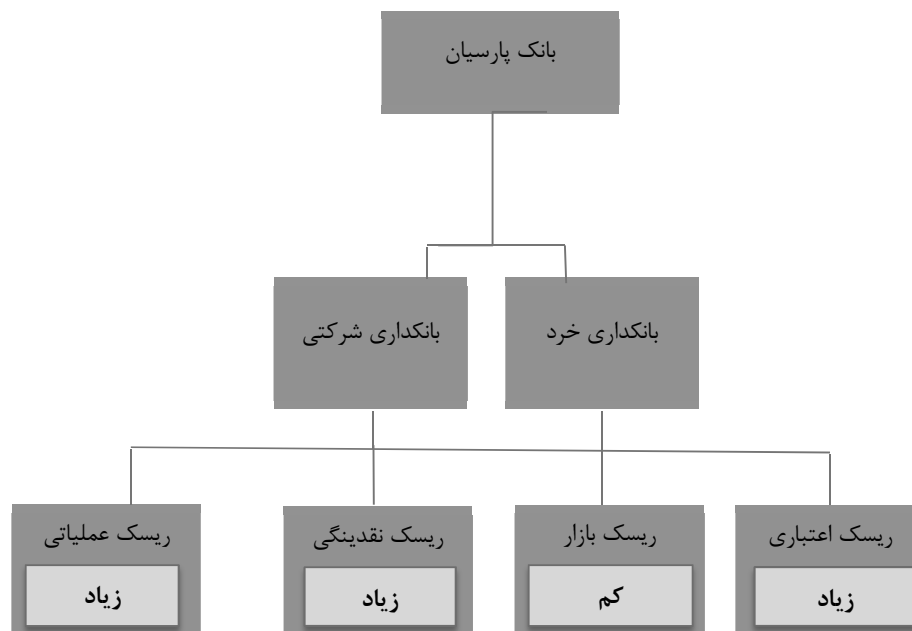 بانک پارسیان
بانکداری خرد
بانکداری شرکتی
ریسک اعتباری
زیاد
ریسک بازار
کم
ریسک نقدینگی
زیاد
ریسک عملیاتی
زیاد